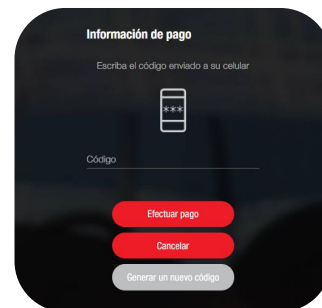 Información de pago
Escriba el código enviado a su celular
***
Código
Efectuar pago
Cancelar
Generar un nuevo código